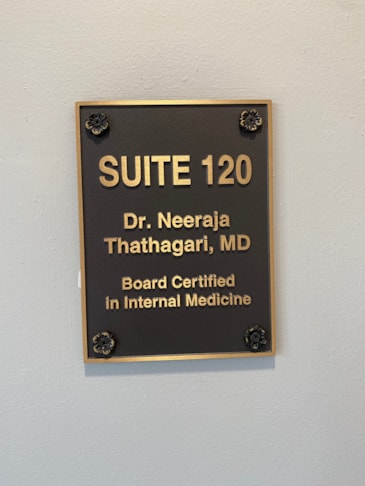 SUITE 120
Dr. Neeraja
Thathagari, MD
Board Certified
in Internal Medicine